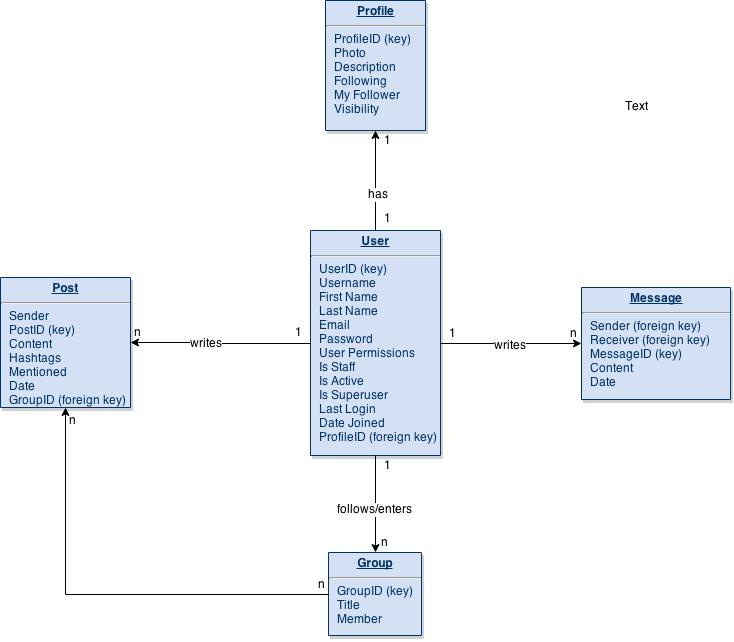 Profile
ProfileID (key)
Photo
Description
Following
My Follower
Visibility
Text
1
has
1
User
UserID (key)
Username
First Name
Last Name
Email
Password
User Permissions
Is Staff
Is Active
Is Superuser
Last Login
Date Joined
ProfileID (foreign key)
Post
Sender
PostID (key)
Content
Hashtags
Mentioned
Date
GroupID (foreign key)
n
writes
1
1
writes
n
Message
Sender (foreign key)
Receiver (foreign key)
MessageID (key)
Content
Date
n
1
follows/enters
n
Group
GroupID (key)
Title
Member
n